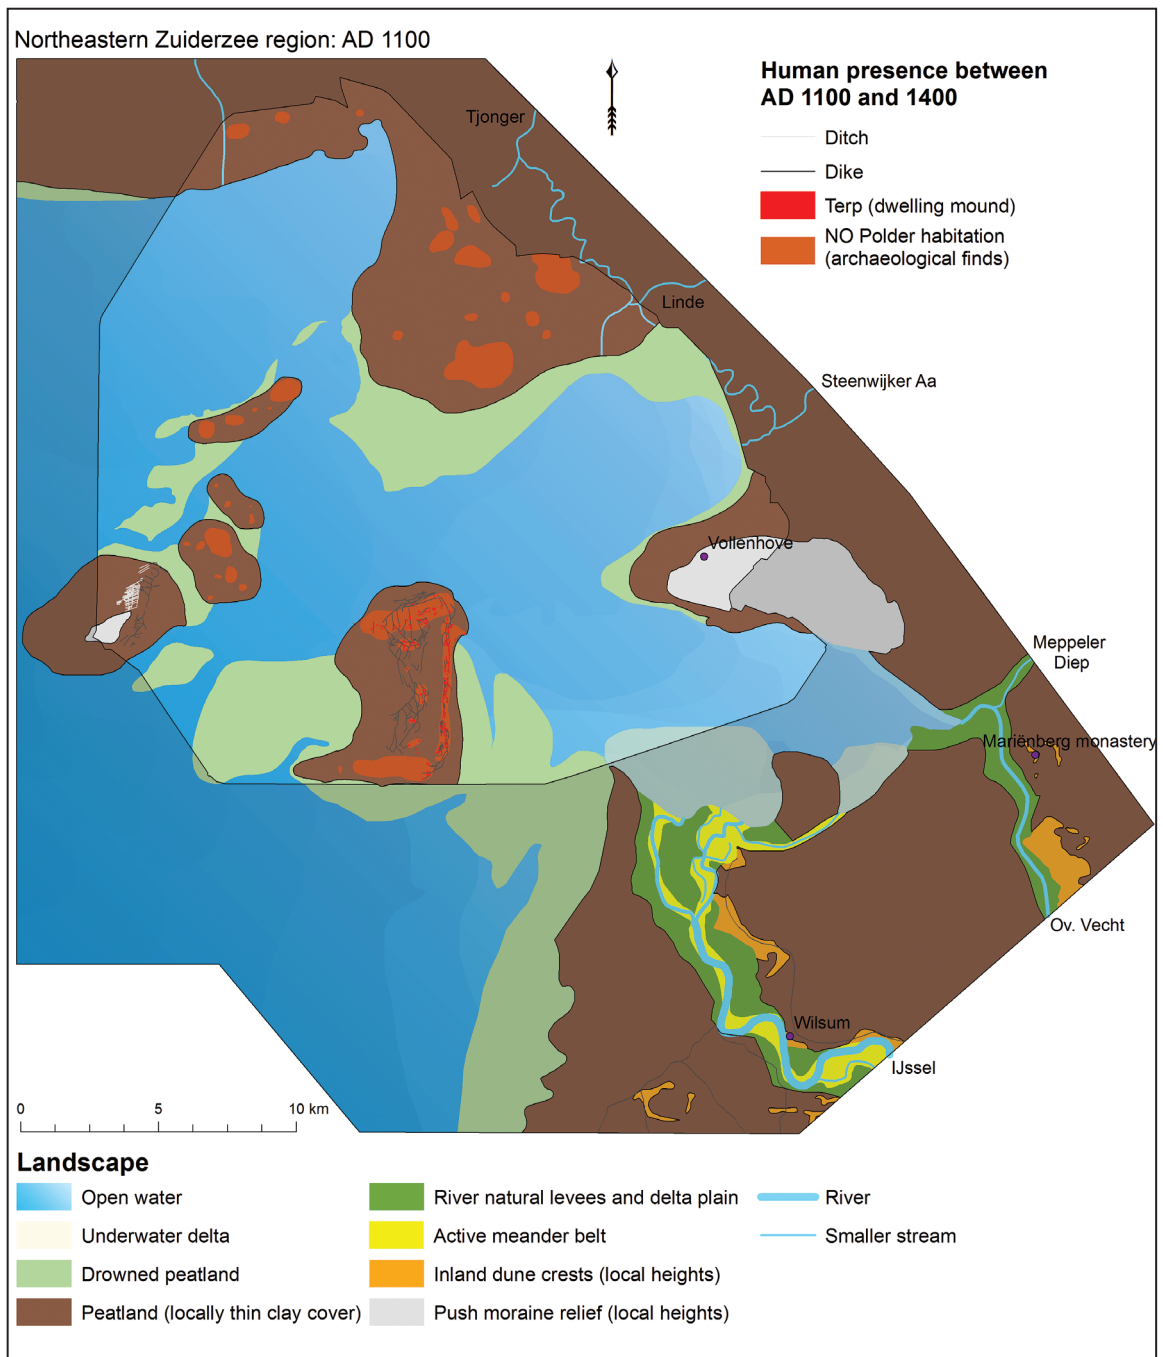 Northeastern Zuiderzee region: AD 1100
Human presence between
AD 1100 and 1400
Ditch
Dike
Terp (dwelling mound)
NO Polder habitation
(archaeological finds)
Tjonger
Linde
Steenwijker Aa
Vollenhove
Meppeler
Diep
Mariënberg monastery
Ov. Vecht
Wilsum
IJssel
0 5 10 km
Landscape
Open water
Underwater delta
Drowned peatland
Peatland (locally thin clay cover)
River natural levees and delta plain
Active meander belt
Inland dune crests (local heights)
Push moraine relief (local heights)
River
Smaller stream